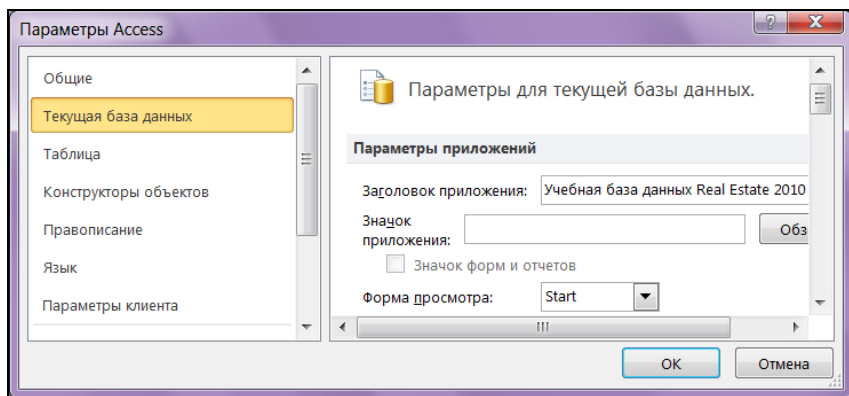 Параметры Access
Общие
Текущая база данных
Таблица
Конструкторы объектов
Правописание
Язык
Параметры клиента
Параметры для текущей базы данных.
Параметры приложений
Заголовок приложения: Учебная база данных Real Estate 2010
Значок
приложения:
Обз
Значок форм и отчетов
Форма просмотра: Start
ОК Отмена